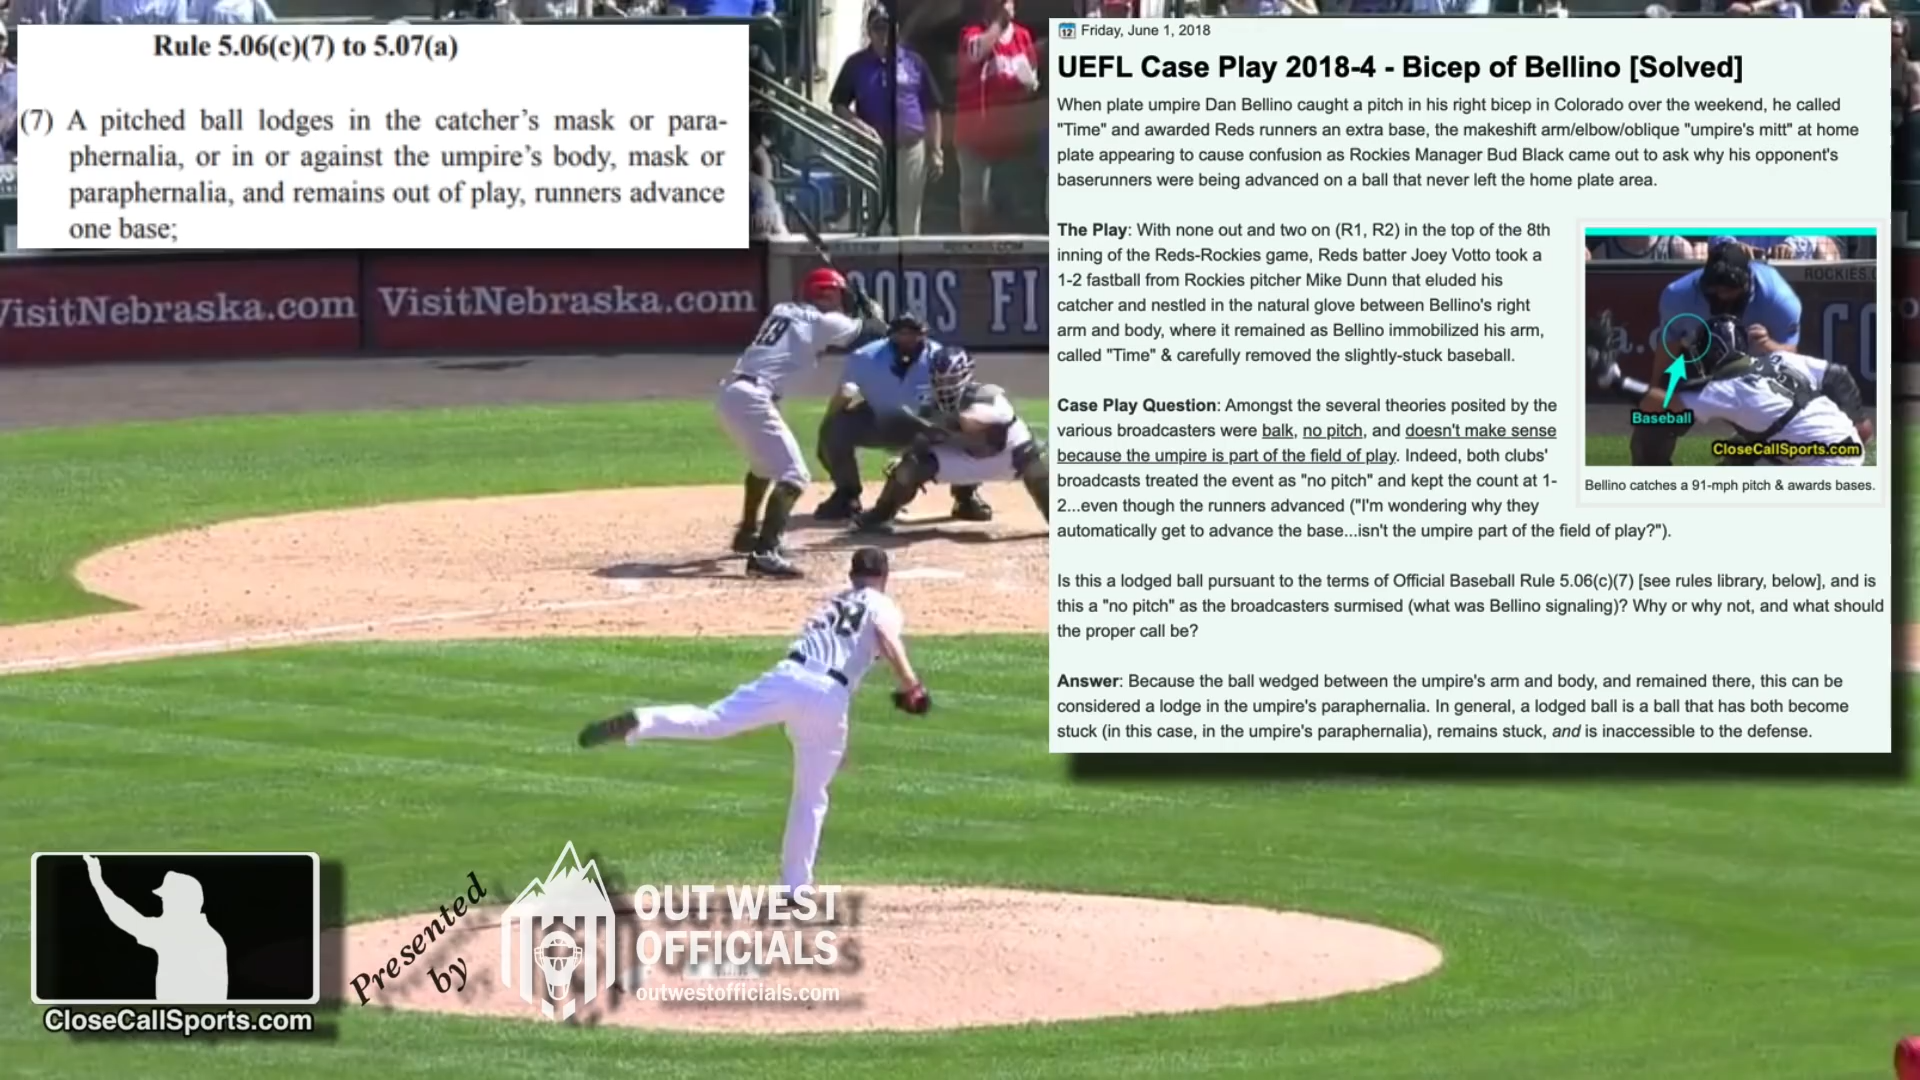 Rule 5.06(c)(7) to 5.07(a)
(7) A pitched ball lodges in the catcher's mask or para-
phernalia, or in or against the umpire's body, mask or
paraphernalia, and remains out of play, runners advance
one base;
Friday, June 1, 2018
UEFL Case Play 2018-4 - Bicep of Bellino [Solved]
When plate umpire Dan Bellino caught a pitch in his right bicep in Colorado over the weekend, he called
"Time" and awarded Reds runners an extra base, the makeshift arm/elbow/oblique "umpire's mitt" at home
plate appearing to cause confusion as Rockies Manager Bud Black came out to ask why his opponent's
baserunners were being advanced on a ball that never left the home plate area.
The Play: With none out and two on (R1, R2) in the top of the 8th
inning of the Reds-Rockies game, Reds batter Joey Votto took a
1-2 fastball from Rockies pitcher Mike Dunn that eluded his
catcher and nestled in the natural glove between Bellino's right
arm and body, where it remained as Bellino immobilized his arm,
called "Time" & carefully removed the slightly-stuck baseball.
ROCKIES.C
Baseball
CloseCallSports.com
Bellino catches a 91-mph pitch & awards bases.
Case Play Question: Amongst the several theories posited by the
various broadcasters were balk, no pitch, and doesn't make sense
because the umpire is part of the field of play. Indeed, both clubs'
broadcasts treated the event as "no pitch" and kept the count at 1-
2...even though the runners advanced ("I'm wondering why they
automatically get to advance the base...isn't the umpire part of the field of play?").
Is this a lodged ball pursuant to the terms of Official Baseball Rule 5.06(c)(7) [see rules library, below], and is
this a "no pitch" as the broadcasters surmised (what was Bellino signaling)? Why or why not, and what should
the proper call be?
Answer: Because the ball wedged between the umpire's arm and body, and remained there, this can be
considered a lodge in the umpire's paraphernalia. In general, a lodged ball is a ball that has both become
stuck (in this case, in the umpire's paraphernalia), remains stuck, and is inaccessible to the defense.
VisitNebraska.com VisitNebraska.com
OBS FI
19
38
CloseCallSports.com
Presented
by
OUT WEST
OFFICIALS
outwestofficials.com